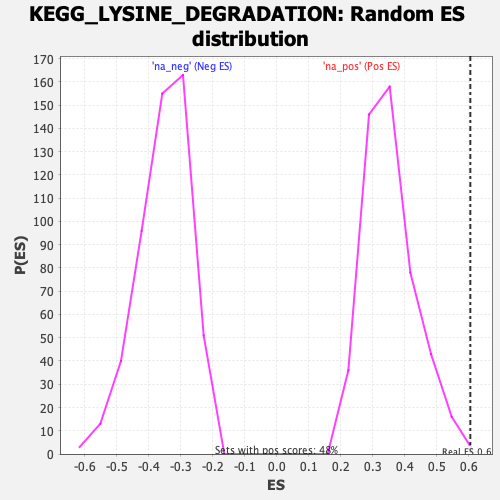 KEGG_LYSINE_DEGRADATION: Random ES
distribution
'na_neg' (Neg ES)
'na_pos' (Pos ES)
170
160
150
140
130
120
110
100
90
80
70
60
50
40
30
20
10
0
P(ES)
Sets with pos scores: 48%
Real ES 0.6
-0.6 -0.5 -0.4 -0.3 -0.2 -0.1 0.0 0.1 0.2 0.3 0.4 0.5 0.6
ES